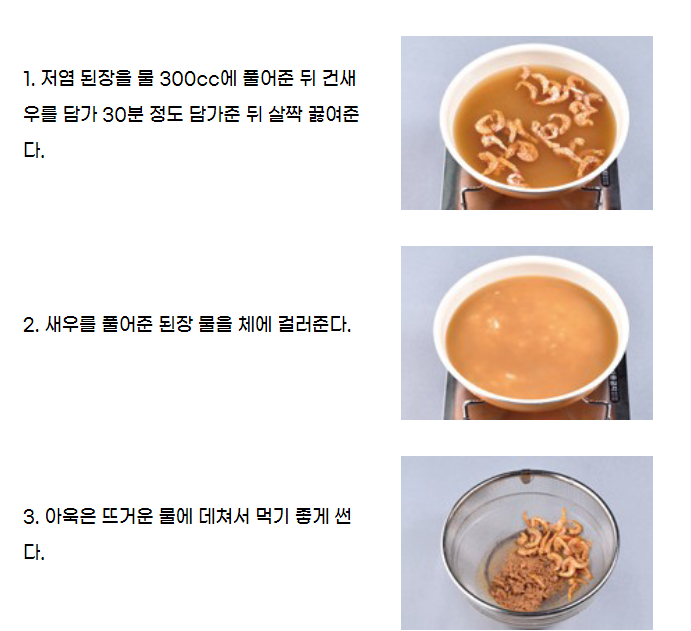 1. 저염 된장을 물 300cc에 풀어준 뒤 건새
우를 담가 30분 정도 담가준 뒤 살짝 끓여준
다.
2. 새우를 풀어준 된장 물을 체에 걸러준다.
3. 아욱은 뜨거운 물에 데쳐서 먹기 좋게 썬
다.